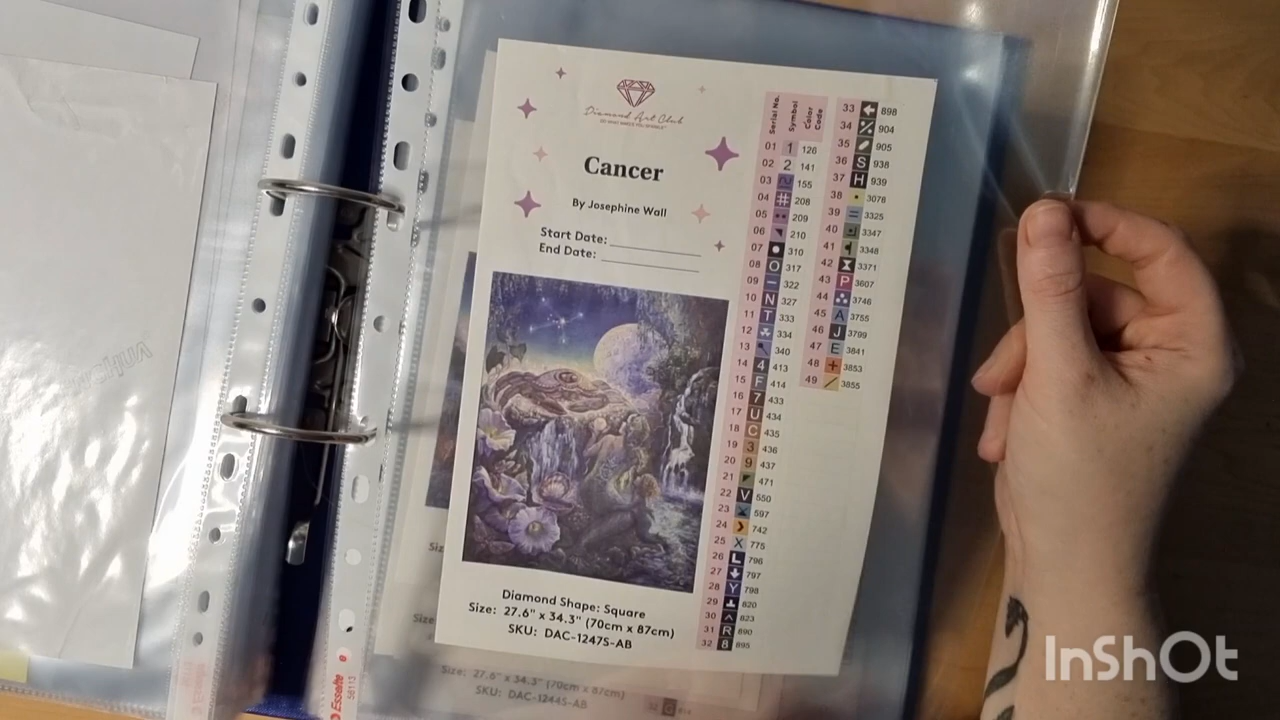 Diamond Art Club
Cancer
By Josephine Wall
Start Date:
End Date:
Diamond Shape: Square
Size: 27.6" x 34.3" (70cm x 87cm)
SKU: DAC-1247S-AB
Serial No. Symbol Color Code
01 1 126
02 2 141
03 155
04 # 208
05 209
06 210
07 310
08 O 317
09 322
10 N 327
11 T 333
12 334
13 340
14 4 413
15 F 414
16 7 433
17 U 434
18 C 435
19 3 436
20 9 437
21 471
22 V 550
23 597
24 742
25 X 775
26 L 796
27 797
28 Y 798
29 820
30 ^ 823
31 R 890
32 8 895
33 898
34 904
35 905
36 S 938
37 H 939
38 3078
39 = 3325
40 3347
41 3348
42 3371
43 P 3607
44 3746
45 A 3755
46 J 3799
47 E 3841
48 + 3853
49 / 3855
Size: 27.6" x 34.3" (70cm x 87cm)
SKU: DAC-1244S-AB
Esselte
56113
InShOt